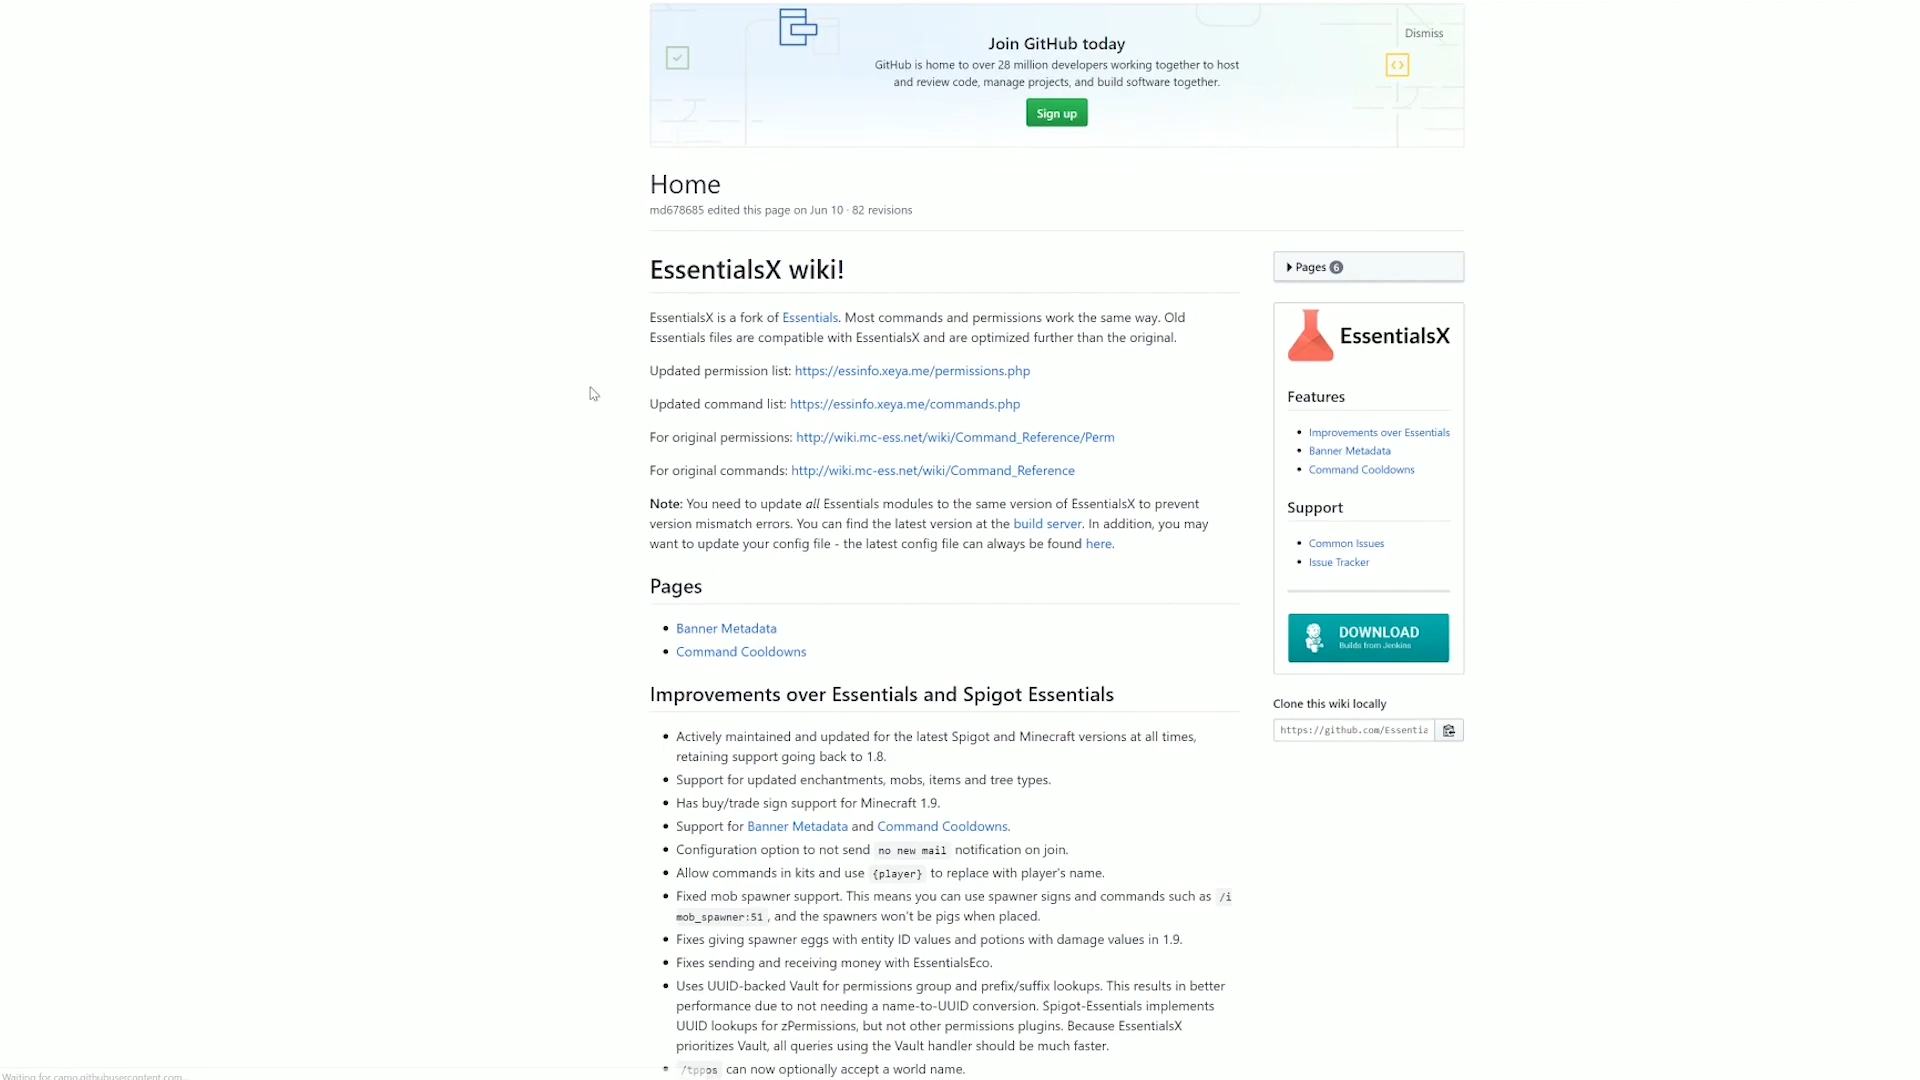 Join GitHub today
Dismiss
GitHub is home to over 28 million developers working together to host
and review code, manage projects, and build software together.
Sign up
Home
md678685 edited this page on Jun 10 · 82 revisions
EssentialsX wiki!
EssentialsX is a fork of Essentials. Most commands and permissions work the same way. Old
Essentials files are compatible with EssentialsX and are optimized further than the original.
Updated permission list: https://essinfo.xeya.me/permissions.php
Updated command list: https://essinfo.xeya.me/commands.php
For original permissions: http://wiki.mc-ess.net/wiki/Command_Reference/Perm
For original commands: http://wiki.mc-ess.net/wiki/Command_Reference
Note: You need to update all Essentials modules to the same version of EssentialsX to prevent
version mismatch errors. You can find the latest version at the build server. In addition, you may
want to update your config file - the latest config file can always be found here.
Pages
Banner Metadata
Command Cooldowns
Improvements over Essentials and Spigot Essentials
Actively maintained and updated for the latest Spigot and Minecraft versions at all times,
retaining support going back to 1.8.
Support for updated enchantments, mobs, items and tree types.
Has buy/trade sign support for Minecraft 1.9.
Support for Banner Metadata and Command Cooldowns.
Configuration option to not send no new mail notification on join.
Allow commands in kits and use {player} to replace with player's name.
Fixed mob spawner support. This means you can use spawner signs and commands such as /i
mob_spawner:51, and the spawners won't be pigs when placed.
Fixes giving spawner eggs with entity ID values and potions with damage values in 1.9.
Fixes sending and receiving money with EssentialsEco.
Uses UUID-backed Vault for permissions group and prefix/suffix lookups. This results in better
performance due to not needing a name-to-UUID conversion. Spigot-Essentials implements
UUID lookups for zPermissions, but not other permissions plugins. Because EssentialsX
prioritizes Vault, all queries using the Vault handler should be much faster.
/tppos can now optionally accept a world name.
Pages 6
EssentialsX
Features
Improvements over Essentials
Banner Metadata
Command Cooldowns
Support
Common Issues
Issue Tracker
DOWNLOAD
Builds from Jenkins
Clone this wiki locally
https://github.com/Essentia
Waiting for camo.githubusercontent.com...